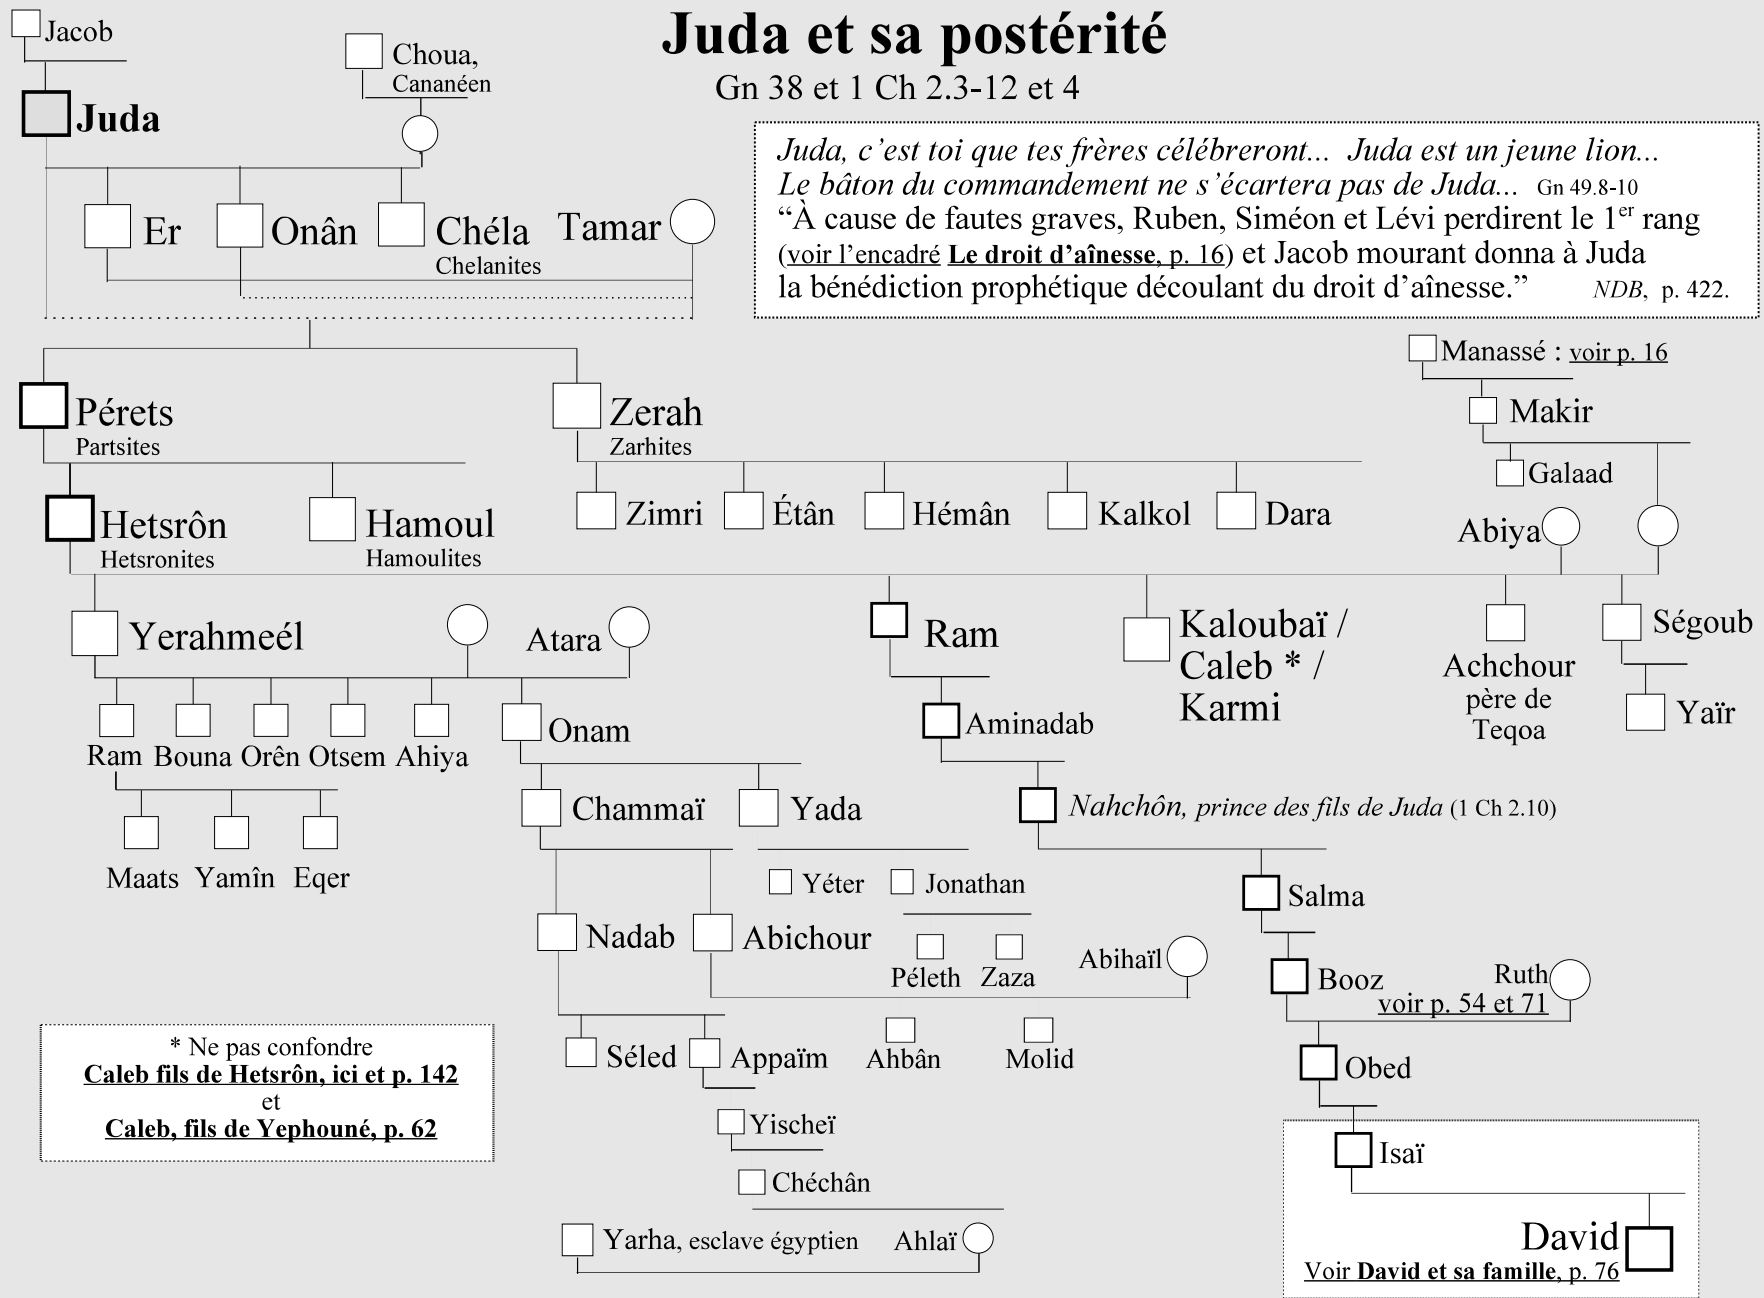 Juda et sa postérité
Gn 38 et 1 Ch 2.3-12 et 4
Jacob
Choua,
Cananéen
Juda
Juda, c'est toi que tes frères célébreront... Juda est un jeune lion...
Le bâton du commandement ne s'écartera pas de Juda... Gn 49.8-10
“À cause de fautes graves, Ruben, Siméon et Lévi perdirent le 1er rang
(voir l'encadré Le droit d'aînesse, p. 16) et Jacob mourant donna à Juda
la bénédiction prophétique découlant du droit d'aînesse.” NDB, p. 422.
Er Onân Chéla Tamar
Chelanites
Manassé : voir p. 16
Pérets Zerah Makir
Partsites Zarhites
Galaad
Hetsrôn Hamoul Zimri Étân Hémân Kalkol Dara Abiya
Hetsronites Hamoulites
Yerahmeél Atara Ram Kaloubaï / Ségoub
Caleb * / Achchour
Karmi père de Yaïr
Teqoa
Onam Aminadab
Ram Bouna Orên Otsem Ahiya
Chammaï Yada Nahchôn, prince des fils de Juda (1 Ch 2.10)
Maats Yamîn Eqer Yéter Jonathan Salma
Nadab Abichour
Péleth Zaza Abihaïl Booz Ruth
voir p. 54 et 71
* Ne pas confondre
Caleb fils de Hetsrôn, ici et p. 142
et
Caleb, fils de Yephouné, p. 62
Séled Appaïm Ahbân Molid Obed
Yischeï Isaï
Chéchân
Yarha, esclave égyptien Ahlaï David
Voir David et sa famille, p. 76